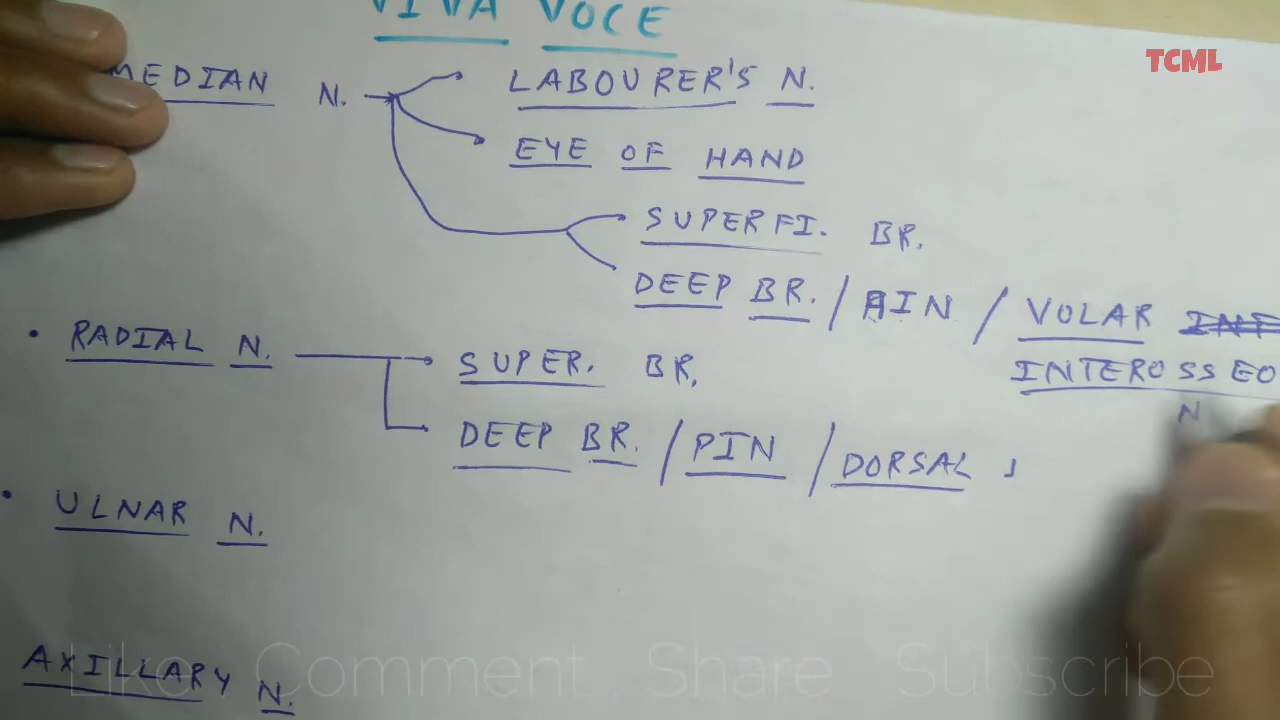 VIVA VOCE
TCML
MEDIAN N. LABOURER'S N.
EYE OF HAND
SUPERFI. BR.
DEEP BR. / AIN / VOLAR
INTEROSSEO
N
• RADIAL N. SUPER. BR.
DEEP BR. / PIN / DORSAL
• ULNAR N.
AXILLARY N.
Like Comment Share Subscribe